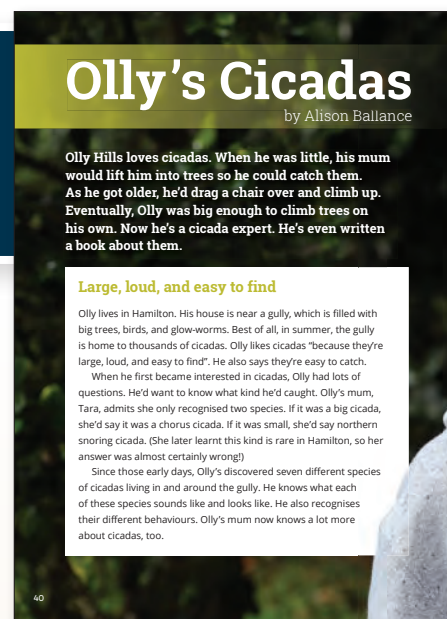 Olly's Cicadas
by Alison Ballance
Olly Hills loves cicadas. When he was little, his mum
would lift him into trees so he could catch them.
As he got older, he'd drag a chair over and climb up.
Eventually, Olly was big enough to climb trees on
his own. Now he's a cicada expert. He's even written
a book about them.
Large, loud, and easy to find
Olly lives in Hamilton. His house is near a gully, which is filled with
big trees, birds, and glow-worms. Best of all, in summer, the gully
is home to thousands of cicadas. Olly likes cicadas “because they're
large, loud, and easy to find”. He also says they're easy to catch.
When he first became interested in cicadas, Olly had lots of
questions. He'd want to know what kind he'd caught. Olly's mum,
Tara, admits she only recognised two species. If it was a big cicada,
she'd say it was a chorus cicada. If it was small, she'd say northern
snoring cicada. (She later learnt this kind is rare in Hamilton, so her
answer was almost certainly wrong!)
Since those early days, Olly's discovered seven different species
of cicadas living in and around the gully. He knows what each
of these species sounds like and looks like. He also recognises
their different behaviours. Olly's mum now knows a lot more
about cicadas, too.
40